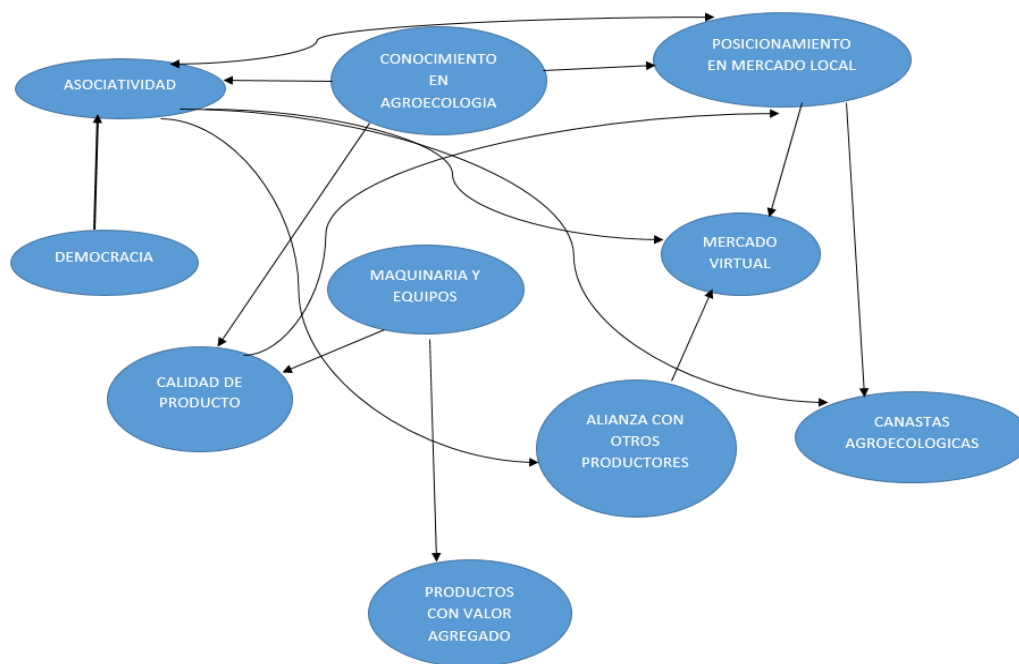 ASOCIATIVIDAD
CONOCIMIENTO
EN
AGROECOLOGIA
POSICIONAMIENTO
EN MERCADO LOCAL
DEMOCRACIA
MAQUINARIA Y
EQUIPOS
MERCADO
VIRTUAL
CALIDAD DE
PRODUCTO
ALIANZA CON
OTROS
PRODUCTORES
CANASTAS
AGROECOLOGICAS
PRODUCTOS
CON VALOR
AGREGADO